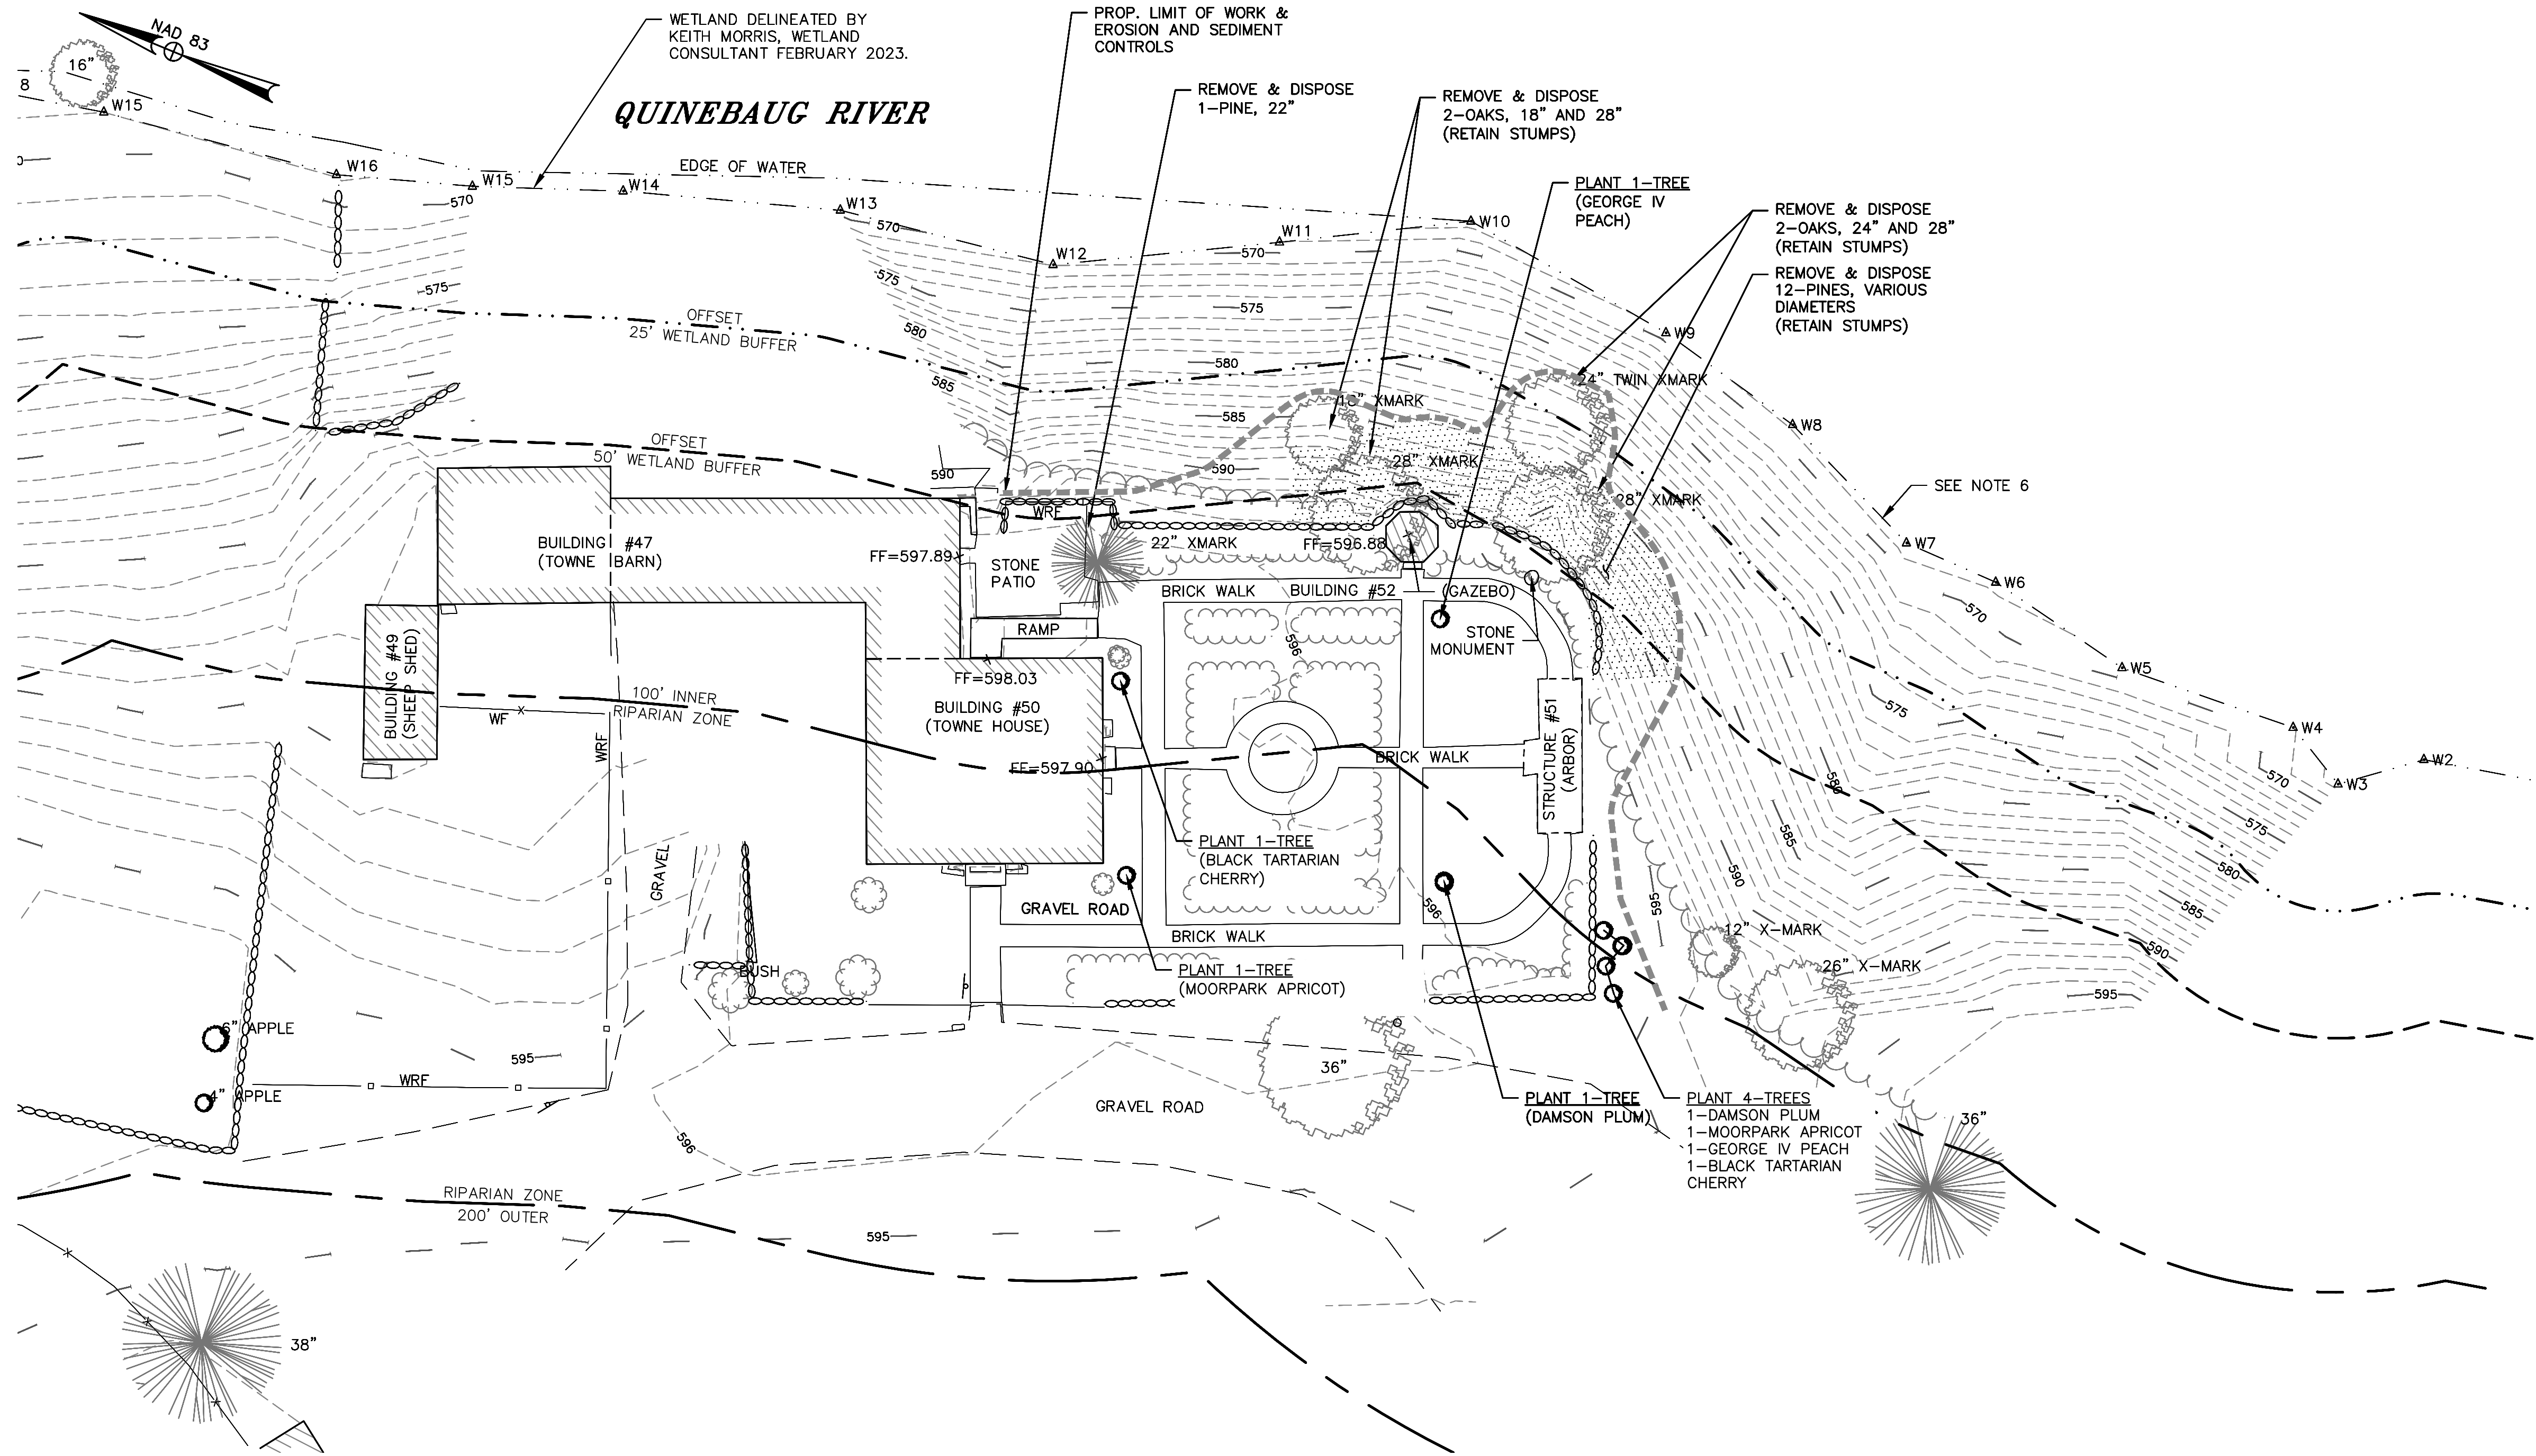 NAD 83
16"
8
WETLAND DELINEATED BY
KEITH MORRIS, WETLAND
CONSULTANT FEBRUARY 2023.
PROP. LIMIT OF WORK &
EROSION AND SEDIMENT
CONTROLS
REMOVE & DISPOSE
1-PINE, 22"
REMOVE & DISPOSE
2-OAKS, 18" AND 28"
(RETAIN STUMPS)
QUINEBAUG RIVER
PLANT 1-TREE
(GEORGE IV
PEACH)
REMOVE & DISPOSE
2-OAKS, 24" AND 28"
(RETAIN STUMPS)
REMOVE & DISPOSE
12-PINES, VARIOUS
DIAMETERS
(RETAIN STUMPS)
W15
W16
W15
W14
W13
W12
W11
W10
W9
W8
W7
W6
W5
W4
W3
W2
EDGE OF WATER
570
570
570
575
575
575
580
580
585
585
590
590
OFFSET
25' WETLAND BUFFER
OFFSET
50' WETLAND BUFFER
24" TWIN XMARK
18" XMARK
28" XMARK
28" XMARK
SEE NOTE 6
WRF
22" XMARK
FF=596.88
FF=597.89
STONE
PATIO
BUILDING #47
(TOWNE BARN)
BRICK WALK
BUILDING #52
(GAZEBO)
RAMP
596
STONE
MONUMENT
BUILDING #49
(SHEEP SHED)
FF=598.03
100' INNER
RIPARIAN ZONE
WF
WRF
BUILDING #50
(TOWNE HOUSE)
FF=597.90
BRICK WALK
STRUCTURE #51
(ARBOR)
570
575
580
585
590
595
570
575
580
585
590
595
PLANT 1-TREE
(BLACK TARTARIAN
CHERRY)
GRAVEL
GRAVEL ROAD
596
BRICK WALK
12" X-MARK
26" X-MARK
BUSH
PLANT 1-TREE
(MOORPARK APRICOT)
6" APPLE
4" APPLE
595
WRF
36"
GRAVEL ROAD
PLANT 1-TREE
(DAMSON PLUM)
PLANT 4-TREES
1-DAMSON PLUM
1-MOORPARK APRICOT
1-GEORGE IV PEACH
1-BLACK TARTARIAN
CHERRY
36"
596
RIPARIAN ZONE
200' OUTER
595
38"